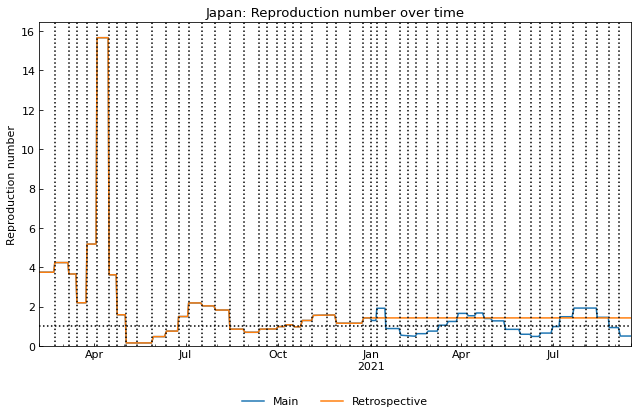 Japan: Reproduction number over time
Reproduction number
16
14
12
10
8
6
4
2
0
Apr
Jul
Oct
Jan
2021
Apr
Jul
Main
Retrospective